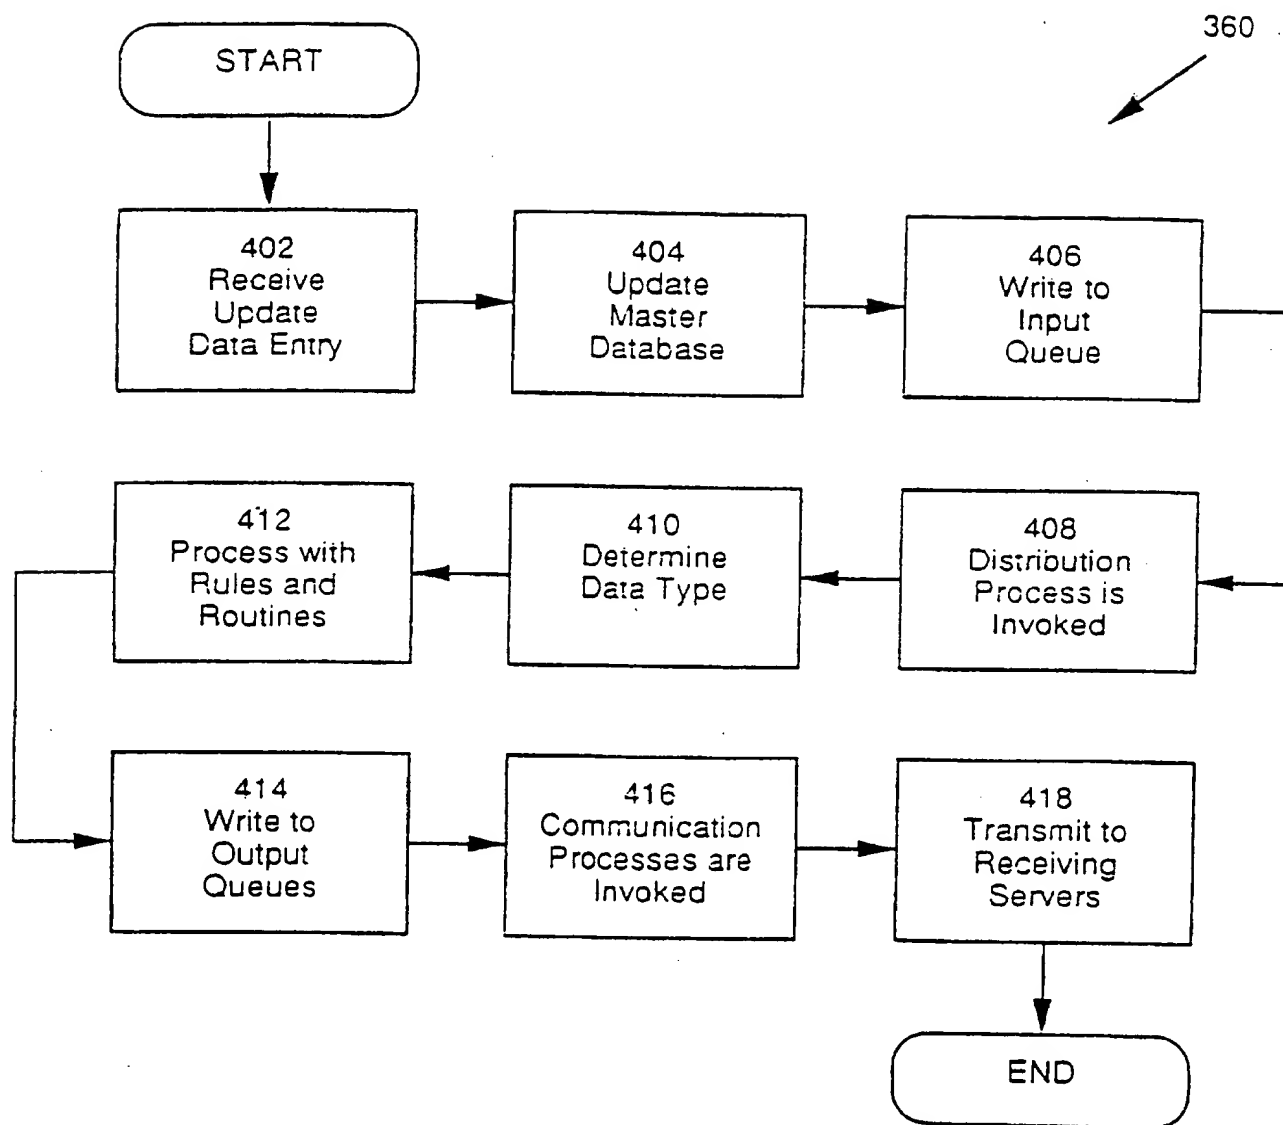 START
360
402
Receive
Update
Data Entry
404
Update
Master
Database
406
Write to
Input
Queue
412
Process with
Rules and
Routines
410
Determine
Data Type
408
Distribution
Process is
Invoked
414
Write to
Output
Queues
416
Communication
Processes are
Invoked
418
Transmit to
Receiving
Servers
END